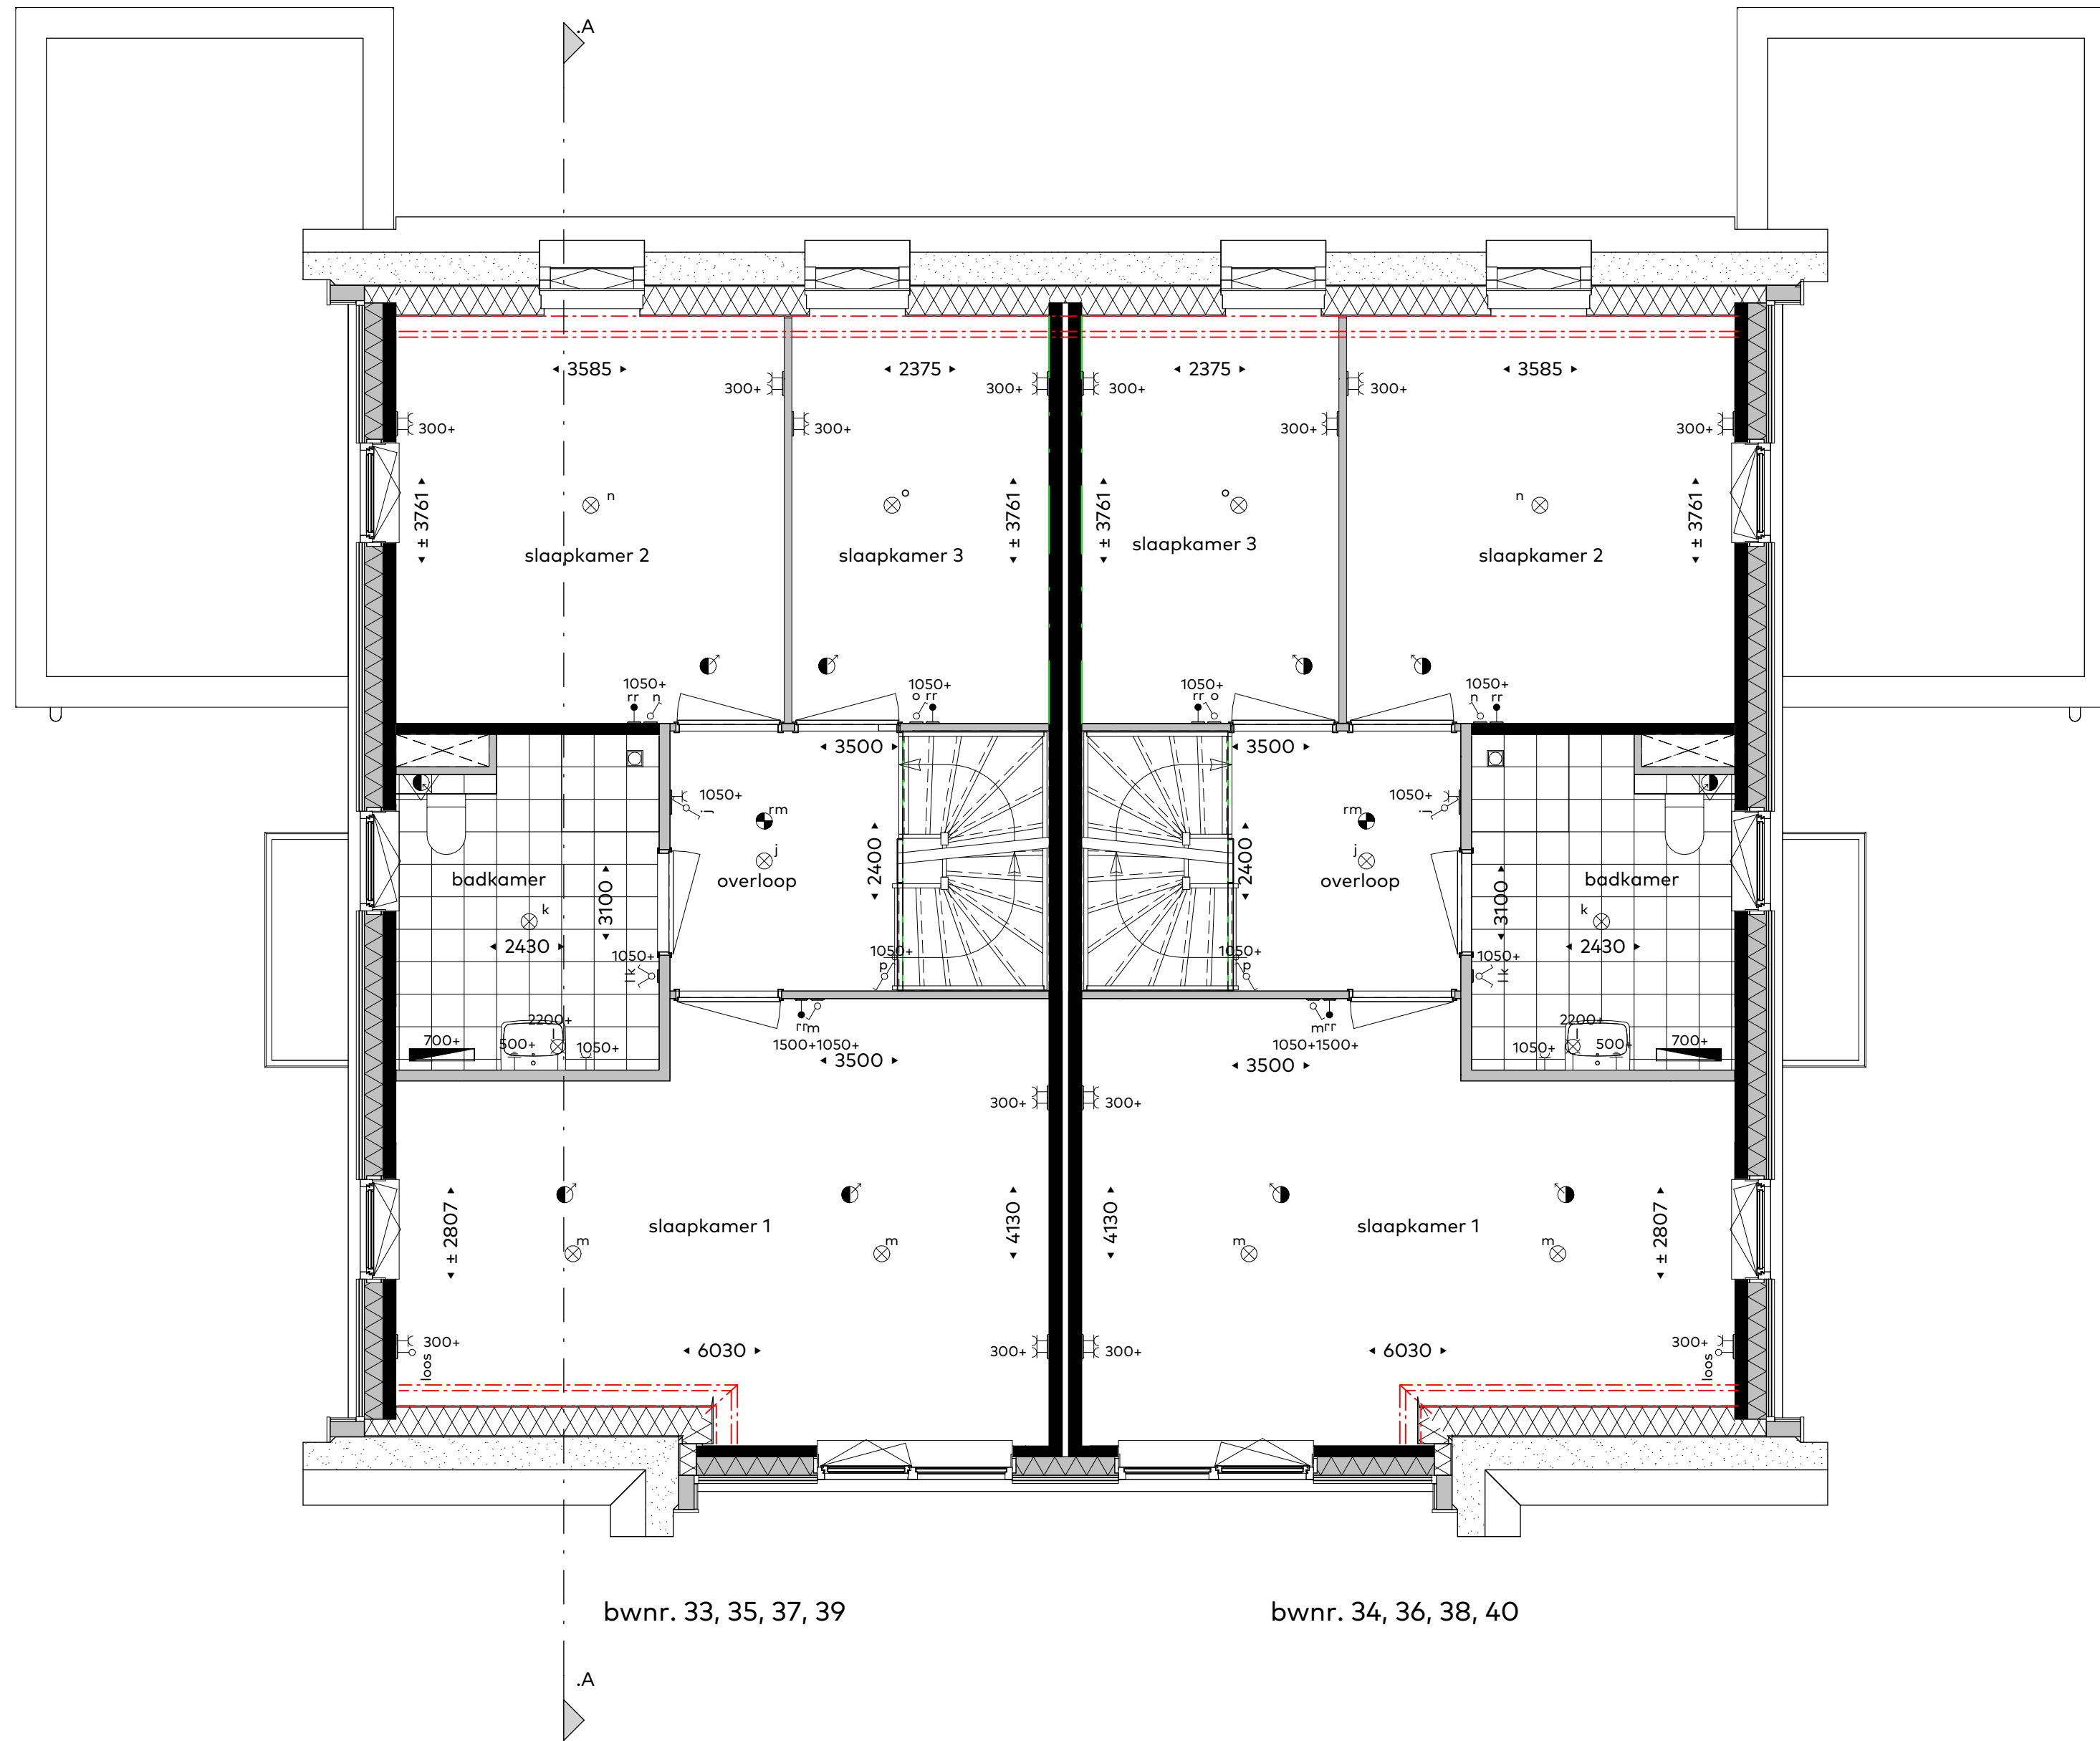 .A
3585
2375
2375
3585
300+
300+
300+
300+
300+
300+
300+
300+
± 3761
± 3761
± 3761
± 3761
n
o
o
n
slaapkamer 2
slaapkamer 3
slaapkamer 3
slaapkamer 2
1050+
rr n
1050+
o rr
1050+
rr o
1050+
n rr
3500
3500
1050+
j
1050+
j
rm
rm
j
j
2400
2400
badkamer
overloop
overloop
badkamer
k
k
3100
3100
2430
2430
1050+
lk
1050+
p
1050+
p
1050+
lk
2200+
l
700+
500+
1050+
rr m
1500+1050+
3500
m rr
1050+1500+
3500
2200+
1050+
500+
700+
300+
300+
± 2807
4130
4130
± 2807
slaapkamer 1
slaapkamer 1
m
m
m
m
300+
loos
300+
300+
300+
loos
6030
6030
bwnr. 33, 35, 37, 39
bwnr. 34, 36, 38, 40
.A